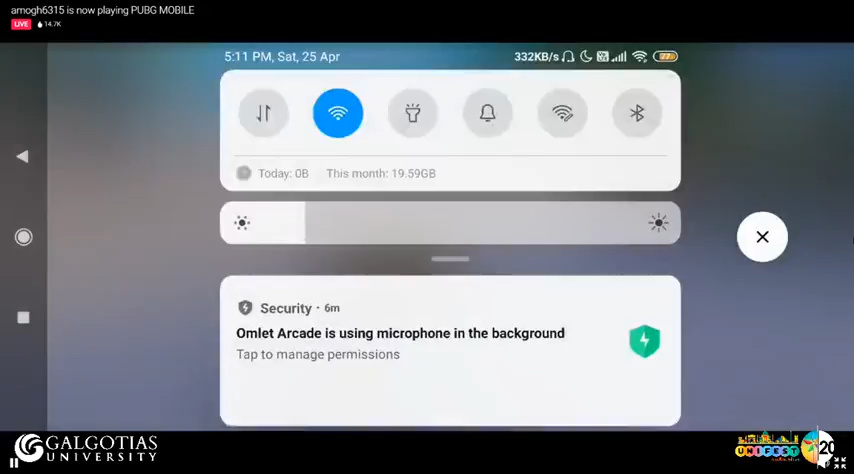 amogh6315 is now playing PUBG MOBILE
LIVE 14.7K
5:11 PM, Sat, 25 Apr 332KB/s 77
Today: 0B This month: 19.59GB
Security · 6m
Omlet Arcade is using microphone in the background
Tap to manage permissions
GALGOTIAS
UNIVERSITY
UNIFEST
20